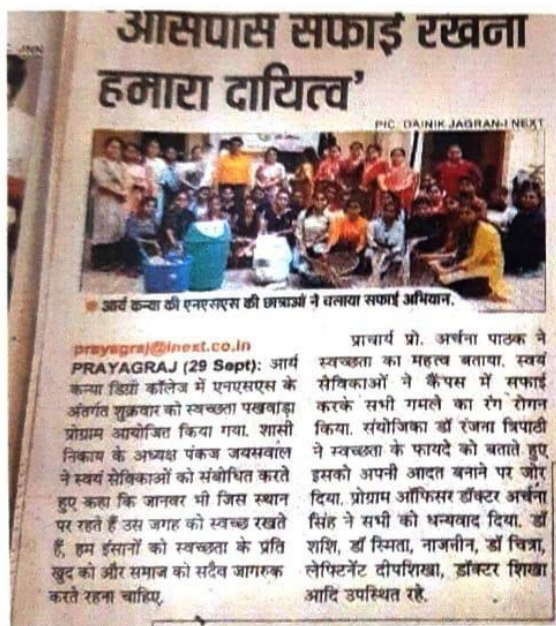 JNN
'आसपास सफाई रखना
हमारा दायित्व'
PIC: DAINIK JAGRAN-I NEXT
आर्य कन्या की एनएसएस की छात्राओं ने चलाया सफाई अभियान.
prayagraj@inext.co.in
PRAYAGRAJ (29 Sept): आर्य
कन्या डिग्री कॉलेज में एनएसएस के
अंतर्गत शुक्रवार को स्वच्छता पखवाड़ा
प्रोग्राम आयोजित किया गया. शासी
निकाय के अध्यक्ष पंकज जयसवाल
ने स्वयं सेविकाओं को संबोधित करते
हुए कहा कि जानवर भी जिस स्थान
पर रहते हैं उस जगह को स्वच्छ रखते
हैं, हम इंसानों को स्वच्छता के प्रति
खुद को और समाज को सदैव जागरुक
करते रहना चाहिए.
प्राचार्य प्रो. अर्चना पाठक ने
स्वच्छता का महत्व बताया. स्वयं
सेविकाओं ने कैंपस में सफाई
करके सभी गमले का रंग रोगन
किया. संयोजिका डॉ रंजना त्रिपाठी
ने स्वच्छता के फायदे को बताते हुए
इसको अपनी आदत बनाने पर जोर
दिया. प्रोग्राम ऑफिसर डॉक्टर अर्चना
सिंह ने सभी को धन्यवाद दिया. डॉ
शशि, डॉ स्मिता, नाजनीन, डॉ चित्रा,
लेफ्टिनेंट दीपशिखा, डॉक्टर शिखा
आदि उपस्थित रहे.